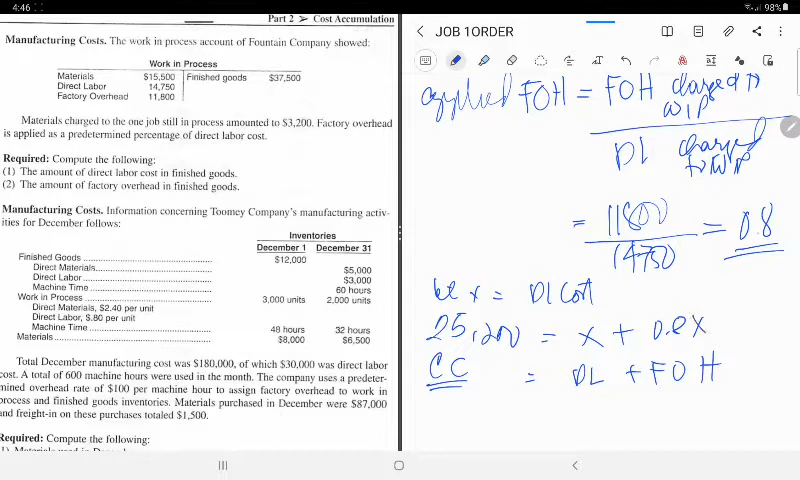 4:46
98%
Part 2 ➢ Cost Accumulation
Manufacturing Costs. The work in process account of Fountain Company showed:
Work in Process
Materials $15,500 Finished goods $37,500
Direct Labor 14,750
Factory Overhead 11,800
Materials charged to the one job still in process amounted to $3,200. Factory overhead
is applied as a predetermined percentage of direct labor cost.
Required: Compute the following:
(1) The amount of direct labor cost in finished goods.
(2) The amount of factory overhead in finished goods.
Manufacturing Costs. Information concerning Toomey Company's manufacturing activ-
ities for December follows:
Inventories
December 1 December 31
Finished Goods $12,000
Direct Materials $5,000
Direct Labor $3,000
Machine Time 60 hours
Work in Process 3,000 units 2,000 units
Direct Materials, $2.40 per unit
Direct Labor, $.80 per unit
Machine Time 48 hours 32 hours
Materials $8,000 $6,500
Total December manufacturing cost was $180,000, of which $30,000 was direct labor
cost. A total of 600 machine hours were used in the month. The company uses a predeter-
mined overhead rate of $100 per machine hour to assign factory overhead to work in
process and finished goods inventories. Materials purchased in December were $87,000
and freight-in on these purchases totaled $1,500.
Required: Compute the following:
JOB 1ORDER
applied FOH = FOH charged to
WIP
DL charged
to WIP
= 11800 = 0.8
14750
let x = DL Cost
25,200 = x + 0.8x
CC = DL + FOH